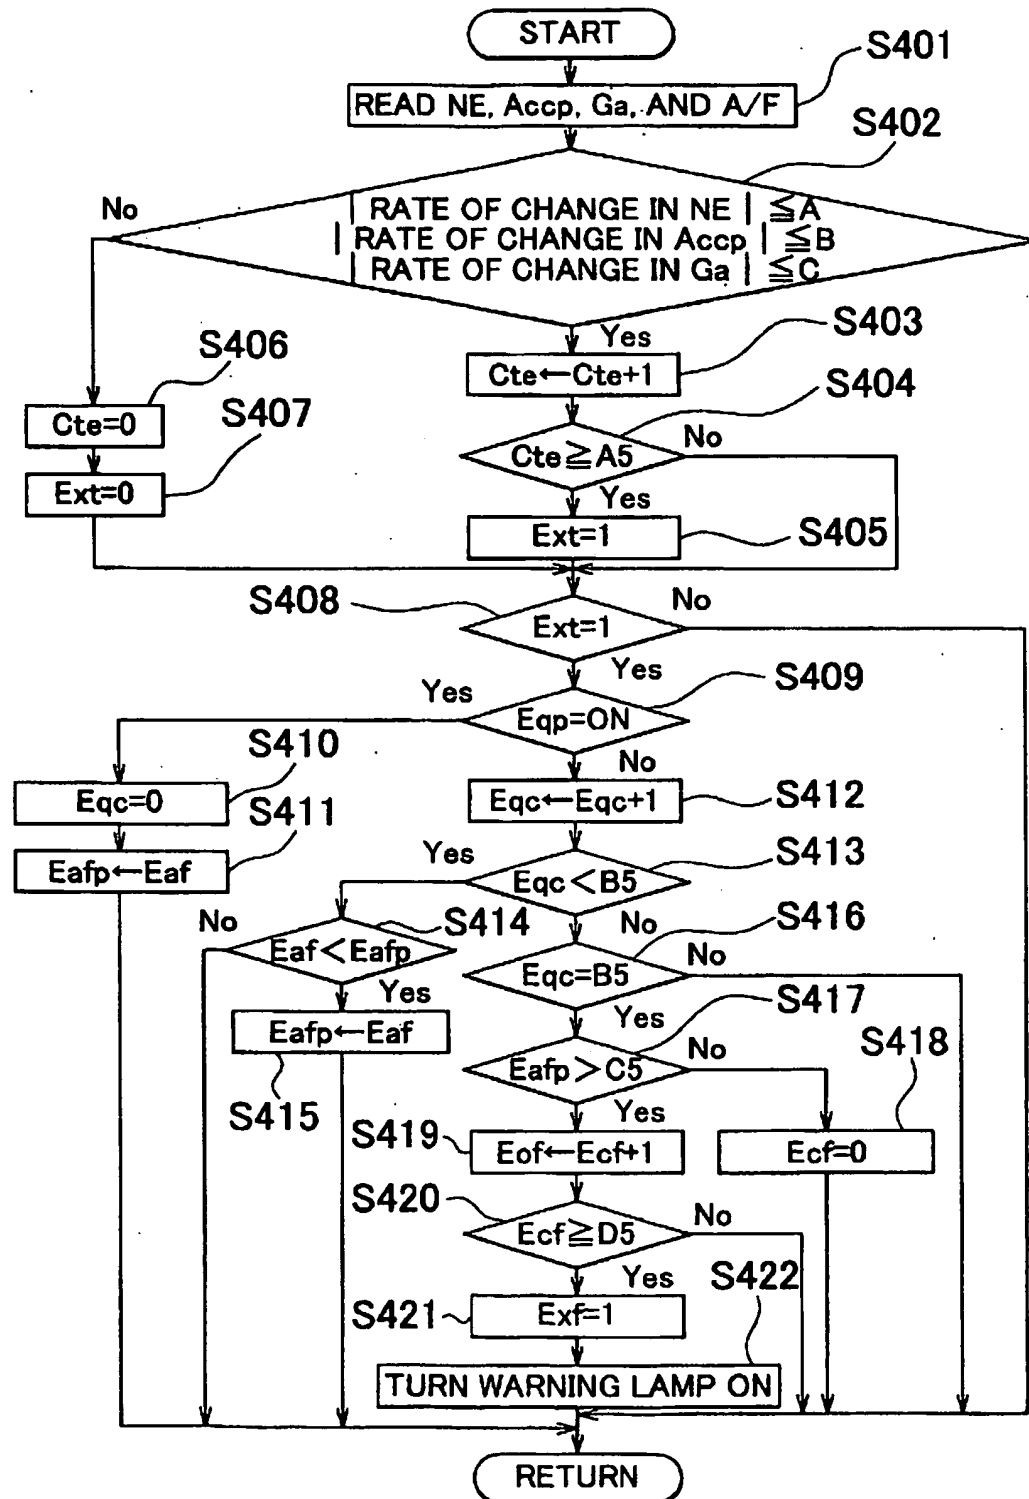 START
S401
READ NE, Accp, Ga, AND A/F
S402
No
| RATE OF CHANGE IN NE | ≦A
| RATE OF CHANGE IN Accp | ≦B
| RATE OF CHANGE IN Ga | ≦C
Yes
S403
S406
Cte←Cte+1
S404
Cte=0
S407
No
Cte≧A5
Ext=0
Yes
Ext=1
S405
S408
No
Ext=1
Yes
S409
Yes
Eqp=ON
S410
No
Eqc=0
Eqc←Eqc+1
S412
S411
Yes
S413
Eafp←Eaf
Eqc<B5
No
S414
No
S416
Eaf<Eafp
Eqc=B5
No
Yes
Yes
S417
Eafp←Eaf
Eafp>C5
No
S418
S415
Yes
S419
Eof←Ecf+1
Ecf=0
S420
Ecf≧D5
No
Yes
S422
S421
Exf=1
TURN WARNING LAMP ON
RETURN